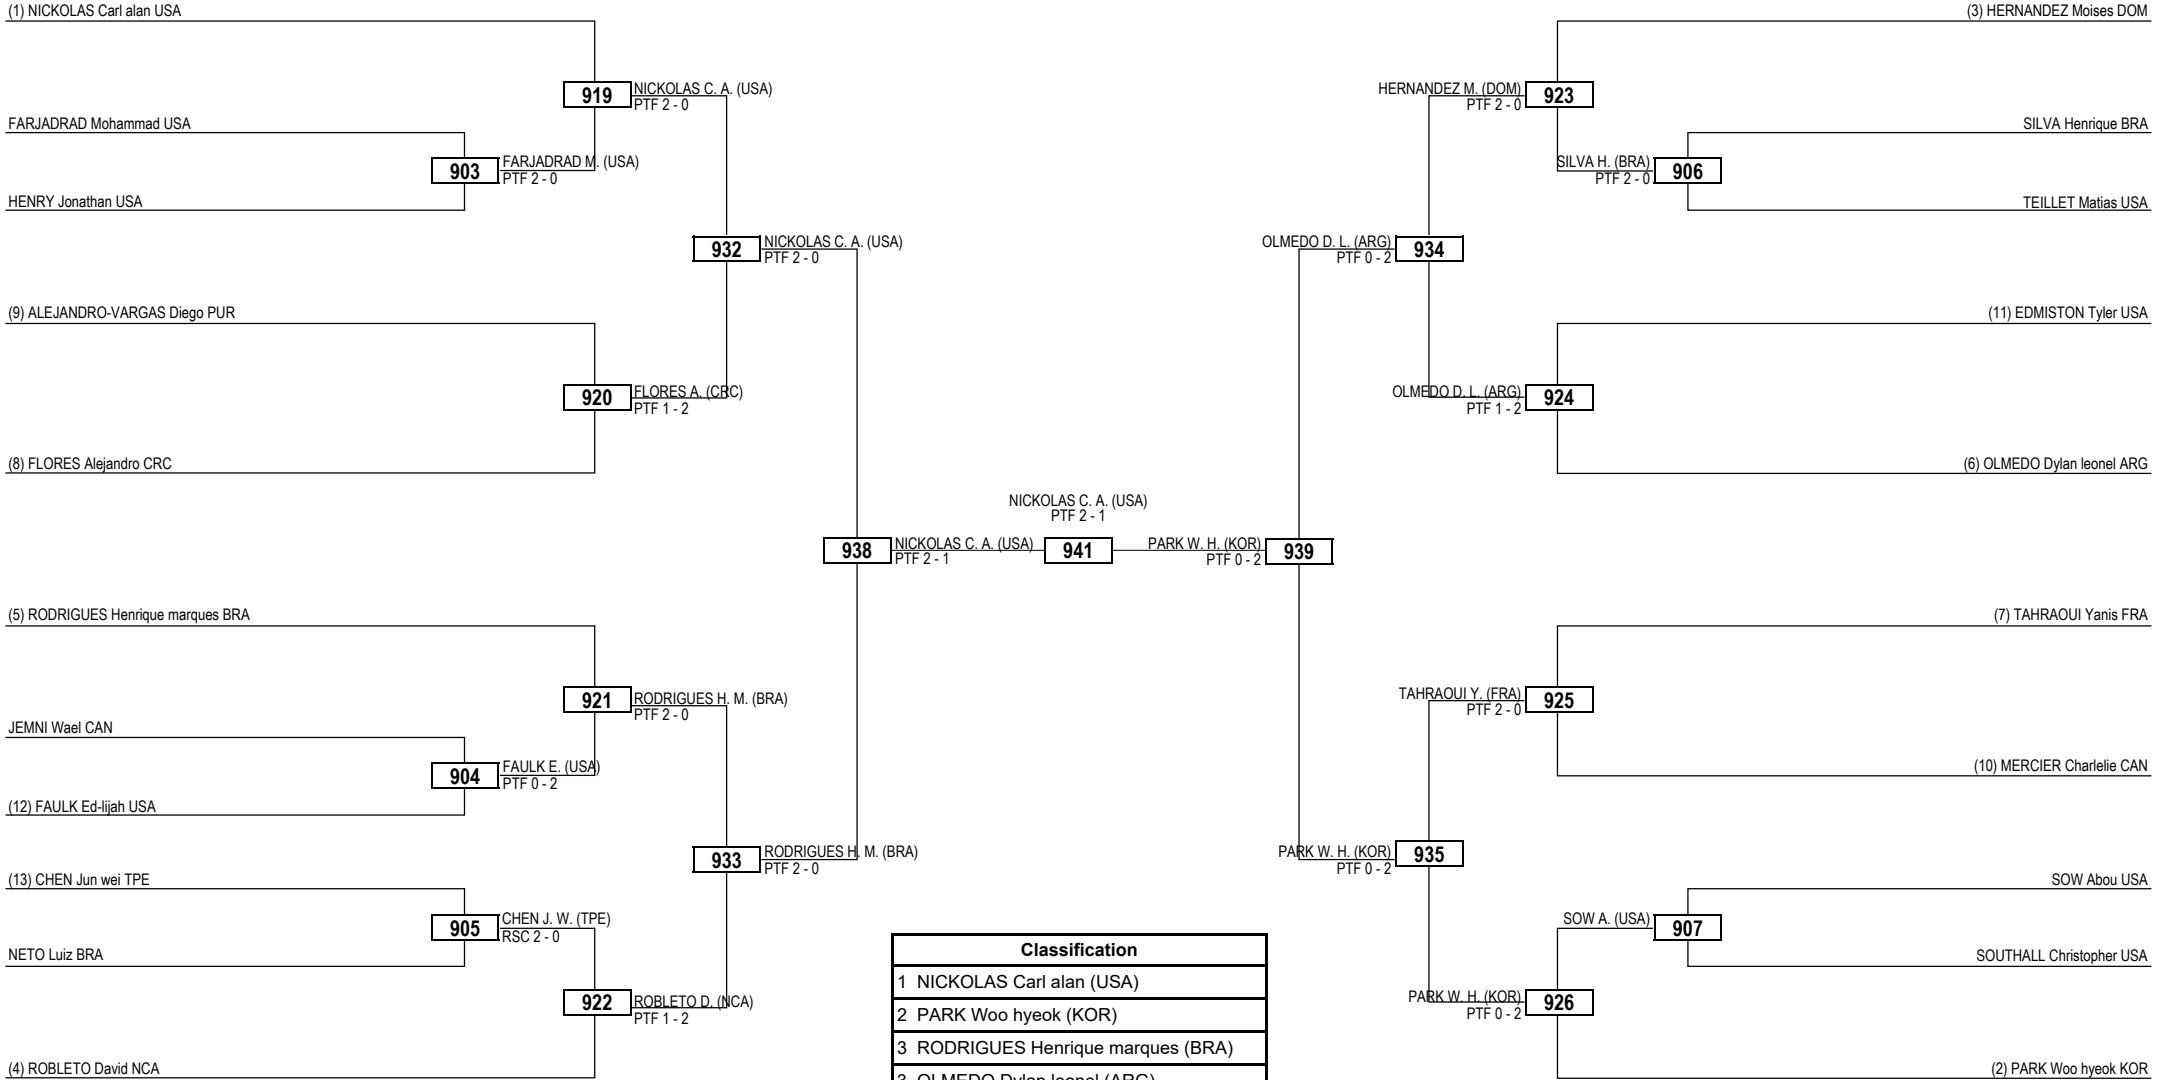 (1) NICKOLAS Carl alan USA
(3) HERNANDEZ Moises DOM
919
NICKOLAS C. A. (USA)
PTF 2 - 0
HERNANDEZ M. (DOM)
PTF 2 - 0
923
FARJADRAD Mohammad USA
SILVA Henrique BRA
903
FARJADRAD M. (USA)
PTF 2 - 0
SILVA H. (BRA)
PTF 2 - 0
906
HENRY Jonathan USA
TEILLET Matias USA
932
NICKOLAS C. A. (USA)
PTF 2 - 0
OLMEDO D. L. (ARG)
PTF 0 - 2
934
(9) ALEJANDRO-VARGAS Diego PUR
(11) EDMISTON Tyler USA
920
FLORES A. (CRC)
PTF 1 - 2
OLMEDO D. L. (ARG)
PTF 1 - 2
924
(8) FLORES Alejandro CRC
(6) OLMEDO Dylan leonel ARG
NICKOLAS C. A. (USA)
PTF 2 - 1
938
NICKOLAS C. A. (USA)
PTF 2 - 1
941
PARK W. H. (KOR)
PTF 0 - 2
939
(5) RODRIGUES Henrique marques BRA
(7) TAHRAOUI Yanis FRA
921
RODRIGUES H. M. (BRA)
PTF 2 - 0
TAHRAOUI Y. (FRA)
PTF 2 - 0
925
JEMNI Wael CAN
904
FAULK E. (USA)
PTF 0 - 2
(10) MERCIER Charlelie CAN
(12) FAULK Ed-lijah USA
933
RODRIGUES H. M. (BRA)
PTF 2 - 0
PARK W. H. (KOR)
PTF 0 - 2
935
(13) CHEN Jun wei TPE
SOW Abou USA
905
CHEN J. W. (TPE)
RSC 2 - 0
SOW A. (USA)
907
NETO Luiz BRA
SOUTHALL Christopher USA
922
ROBLETO D. (NCA)
PTF 1 - 2
PARK W. H. (KOR)
PTF 0 - 2
926
(4) ROBLETO David NCA
(2) PARK Woo hyeok KOR
Classification
1 NICKOLAS Carl alan (USA)
2 PARK Woo hyeok (KOR)
3 RODRIGUES Henrique marques (BRA)
3 OLMEDO Dylan leonel (ARG)